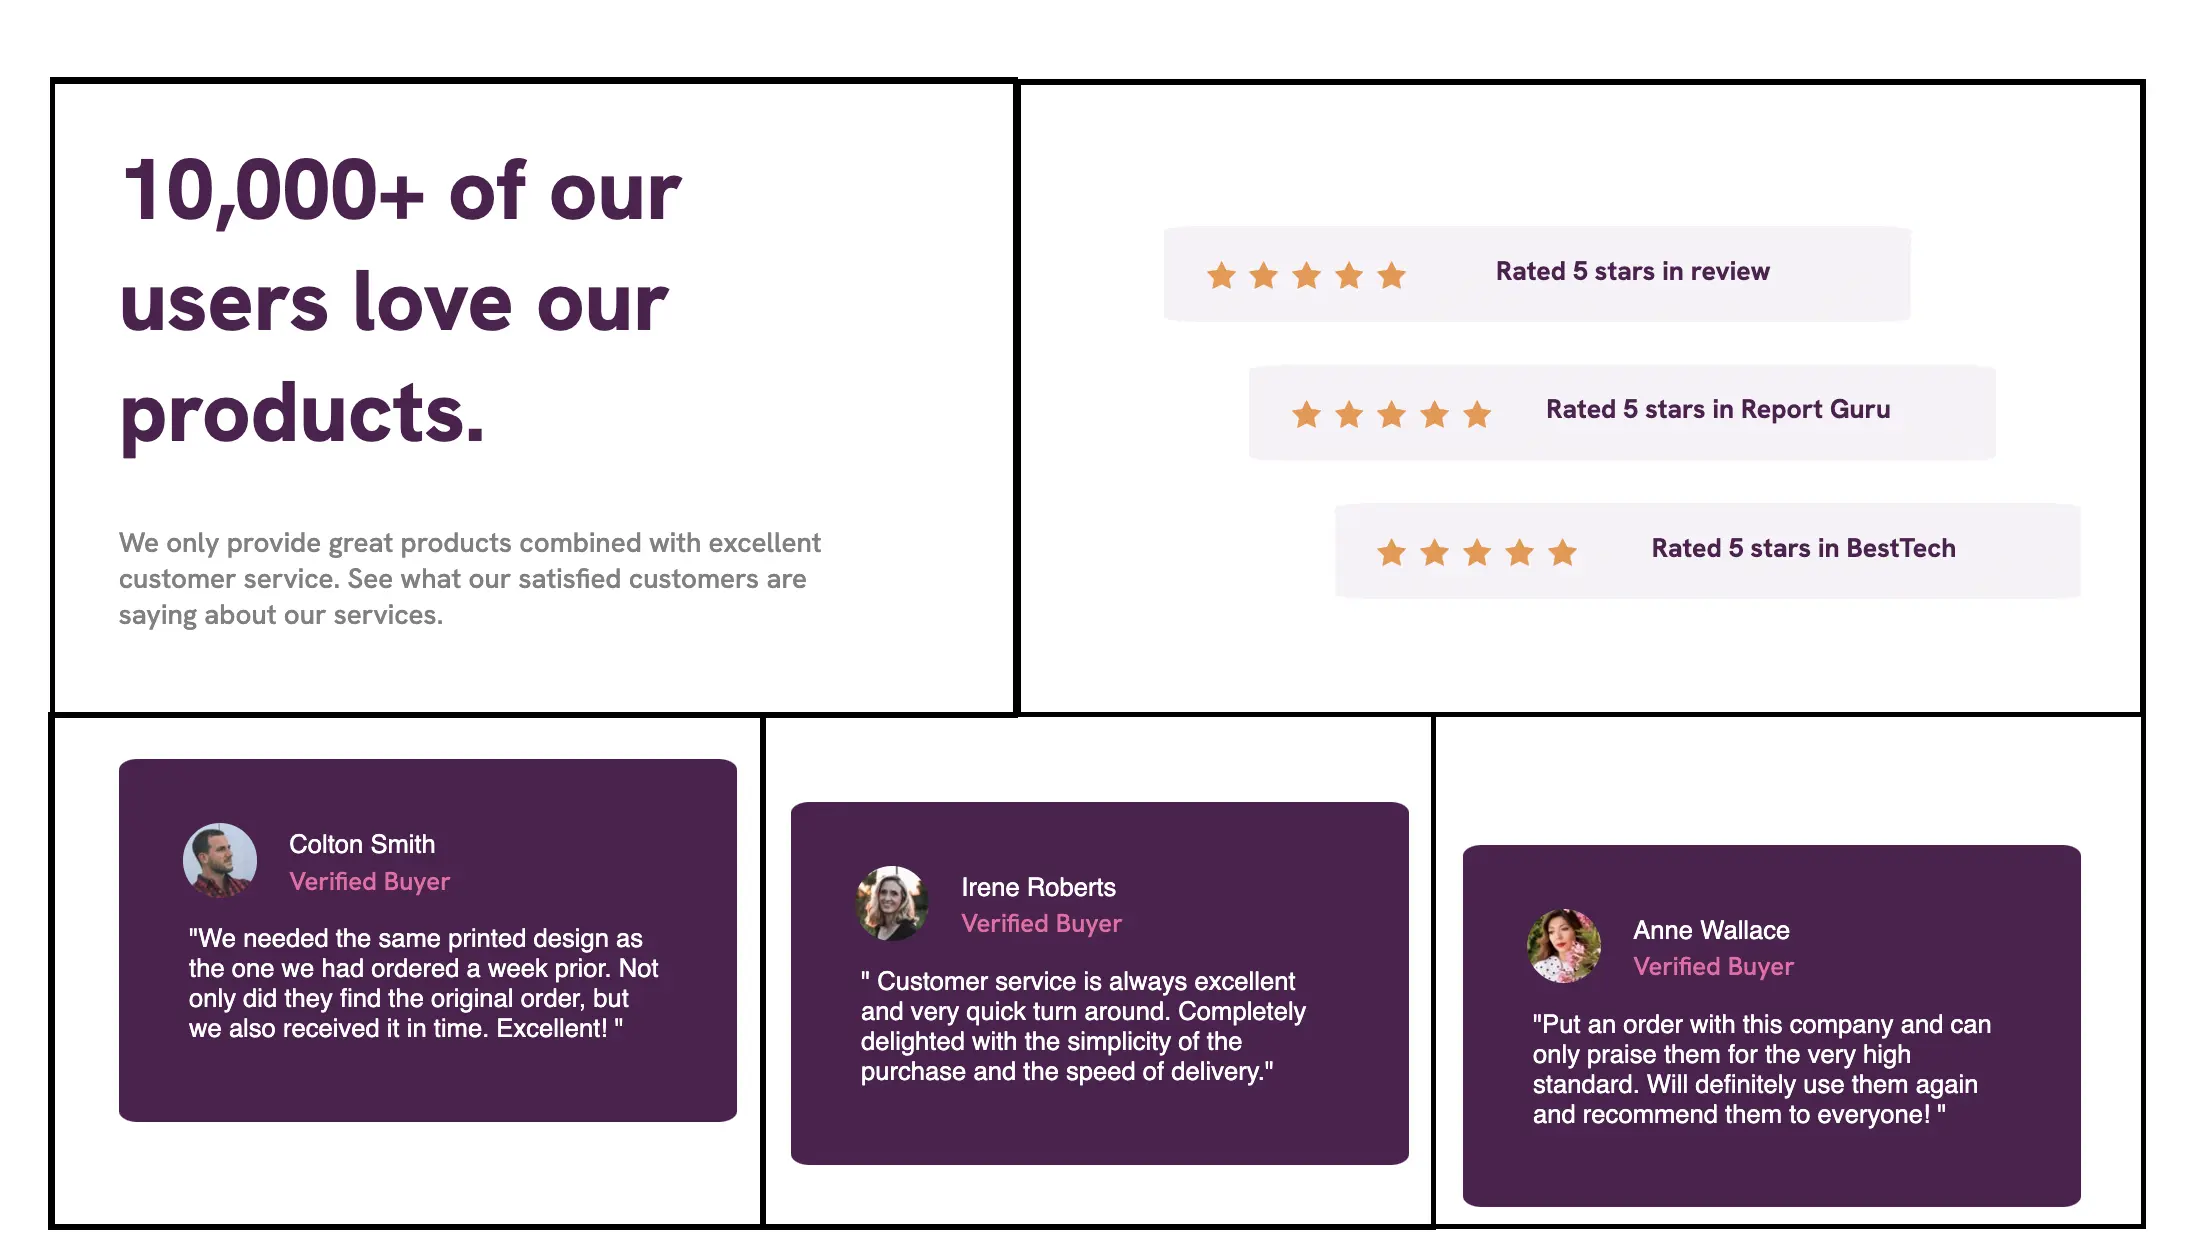 10,000+ of our
users love our
products.
We only provide great products combined with excellent
customer service. See what our satisfied customers are
saying about our services.
Rated 5 stars in review
Rated 5 stars in Report Guru
Rated 5 stars in BestTech
Colton Smith
Verified Buyer
"We needed the same printed design as
the one we had ordered a week prior. Not
only did they find the original order, but
we also received it in time. Excellent! "
Irene Roberts
Verified Buyer
" Customer service is always excellent
and very quick turn around. Completely
delighted with the simplicity of the
purchase and the speed of delivery."
Anne Wallace
Verified Buyer
"Put an order with this company and can
only praise them for the very high
standard. Will definitely use them again
and recommend them to everyone! "